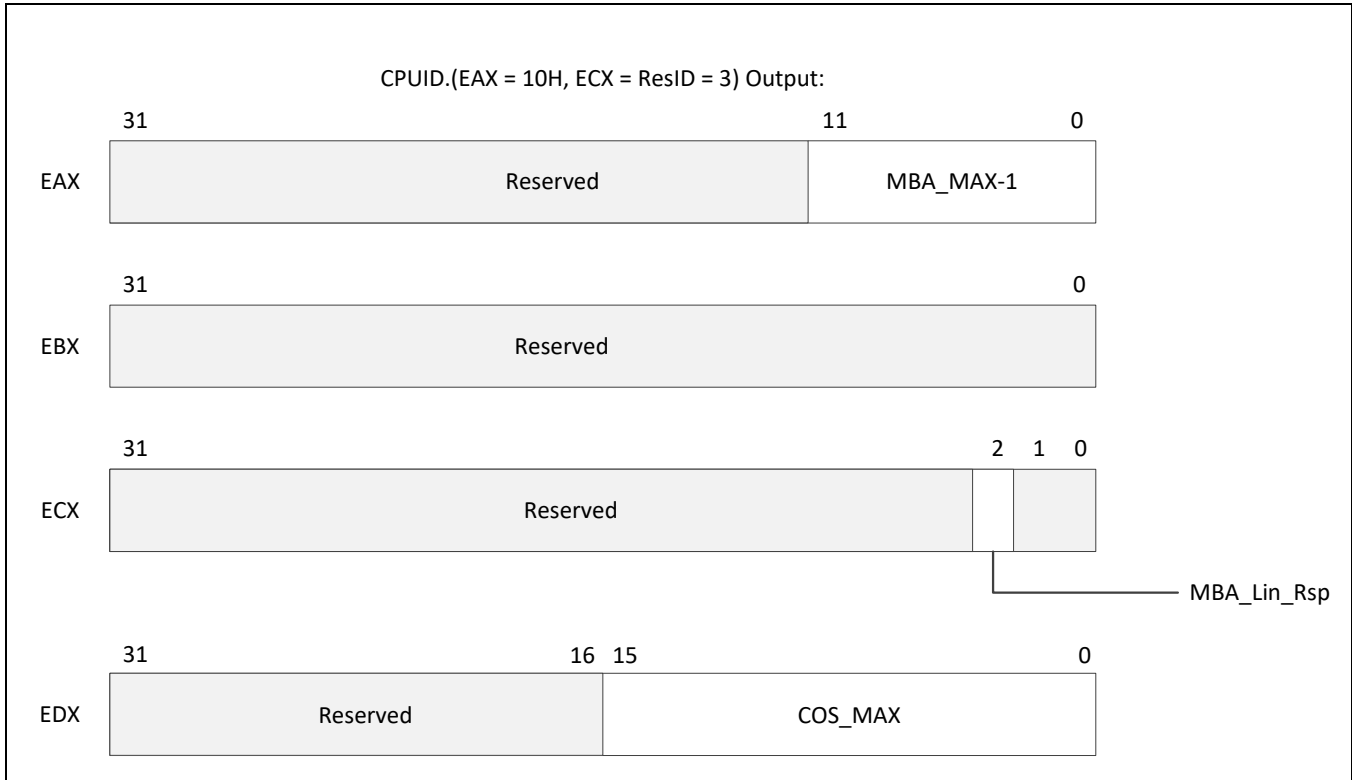 CPUID.(EAX = 10H, ECX = ResID = 3) Output:
31 11 0
EAX Reserved MBA_MAX-1
31 0
EBX Reserved
31 2 1 0
ECX Reserved
MBA_Lin_Rsp
31 16 15 0
EDX Reserved COS_MAX